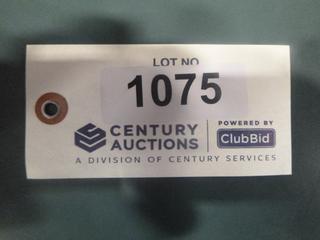 LOT NO
1075
CENTURY
AUCTIONS
POWERED BY
ClubBid
A DIVISION OF CENTURY SERVICES